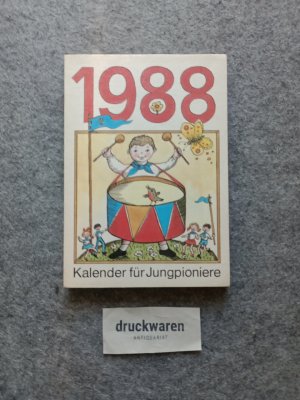 1988
Kalender für Jungpioniere
druckwaren
ANTIQUARIAT